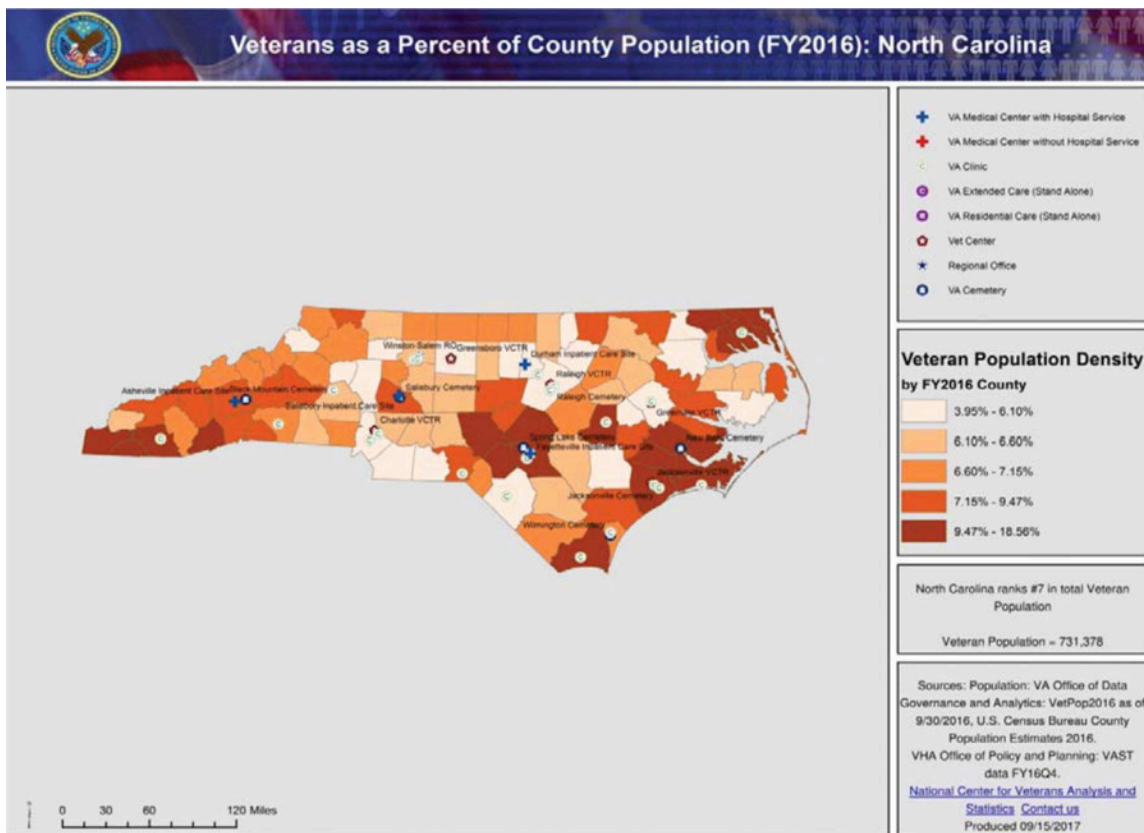 Veterans as a Percent of County Population (FY2016): North Carolina
VA Medical Center with Hospital Service
VA Medical Center without Hospital Service
VA Clinic
VA Extended Care (Stand Alone)
VA Residential Care (Stand Alone)
Vet Center
Regional Office
VA Cemetery
Winston-Salem RO
Greensboro VCTR
Durham Inpatient Care Site
Raleigh VCTR
Raleigh Cemetery
Asheville Inpatient Care Site
Black Mountain Cemetery
Salisbury Cemetery
Salisbury Inpatient Care Site
Charlotte VCTR
Greenville VCTR
Spring Lake Cemetery
New Bern Cemetery
Fayetteville Inpatient Care Site
Jacksonville VCTR
Jacksonville Cemetery
Wilmington Cemetery
Veteran Population Density
by FY2016 County
3.95% - 6.10%
6.10% - 6.60%
6.60% - 7.15%
7.15% - 9.47%
9.47% - 18.56%
North Carolina ranks #7 in total Veteran
Population
Veteran Population = 731,378
Sources: Population: VA Office of Data
Governance and Analytics: VetPop2016 as of
9/30/2016, U.S. Census Bureau County
Population Estimates 2016.
VHA Office of Policy and Planning: VAST
data FY16Q4.
National Center for Veterans Analysis and
Statistics Contact us
Produced 09/15/2017
0 30 60 120 Miles